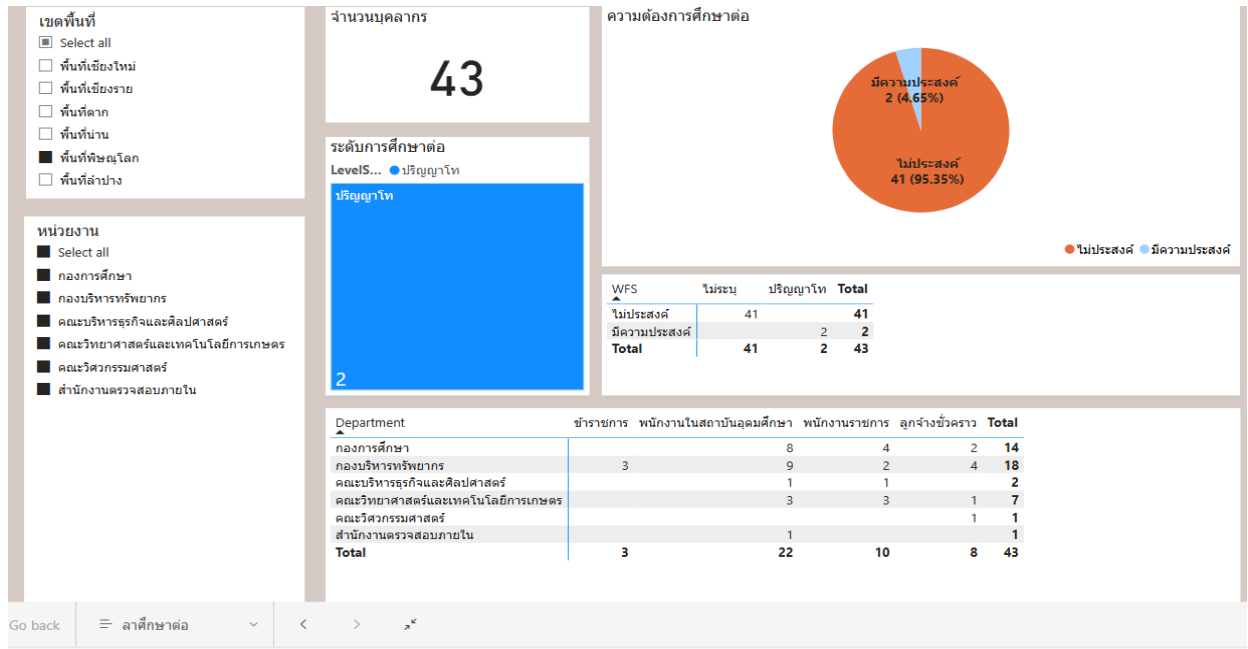 เขตพื้นที่
Select all
พื้นที่เชียงใหม่
พื้นที่เชียงราย
พื้นที่ตาก
พื้นที่น่าน
พื้นที่พิษณุโลก
พื้นที่ลำปาง
หน่วยงาน
Select all
กองการศึกษา
กองบริหารทรัพยากร
คณะบริหารธุรกิจและศิลปศาสตร์
คณะวิทยาศาสตร์และเทคโนโลยีการเกษตร
คณะวิศวกรรมศาสตร์
สำนักงานตรวจสอบภายใน
จำนวนบุคลากร
43
ระดับการศึกษาต่อ
LevelS... ปริญญาโท
ปริญญาโท
2
ความต้องการศึกษาต่อ
มีความประสงค์
2 (4.65%)
ไม่ประสงค์
41 (95.35%)
ไม่ประสงค์ มีความประสงค์
WFS ไม่ระบุ ปริญญาโท Total
ไม่ประสงค์ 41 41
มีความประสงค์ 2 2
Total 41 2 43
Department ข้าราชการ พนักงานในสถาบันอุดมศึกษา พนักงานราชการ ลูกจ้างชั่วคราว Total
กองการศึกษา 8 4 2 14
กองบริหารทรัพยากร 3 9 2 4 18
คณะบริหารธุรกิจและศิลปศาสตร์ 1 1 2
คณะวิทยาศาสตร์และเทคโนโลยีการเกษตร 3 3 1 7
คณะวิศวกรรมศาสตร์ 1 1
สำนักงานตรวจสอบภายใน 1 1
Total 3 22 10 8 43
Go back ลาศึกษาต่อ